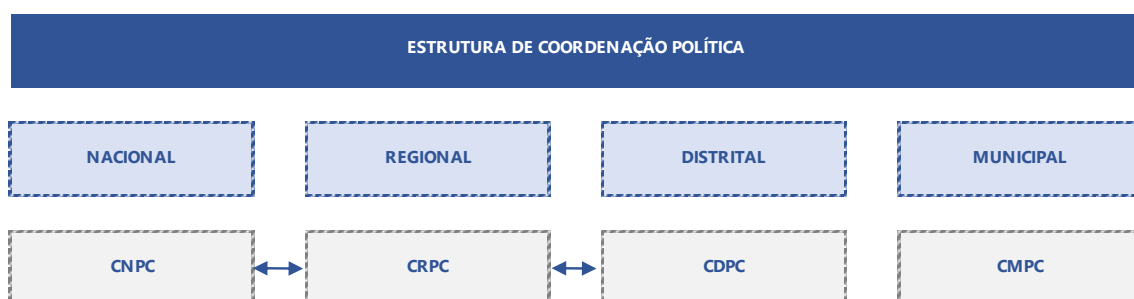 ESTRUTURA DE COORDENAÇÃO POLÍTICA
NACIONAL REGIONAL DISTRITAL MUNICIPAL
CNPC CRPC CDPC CMPC